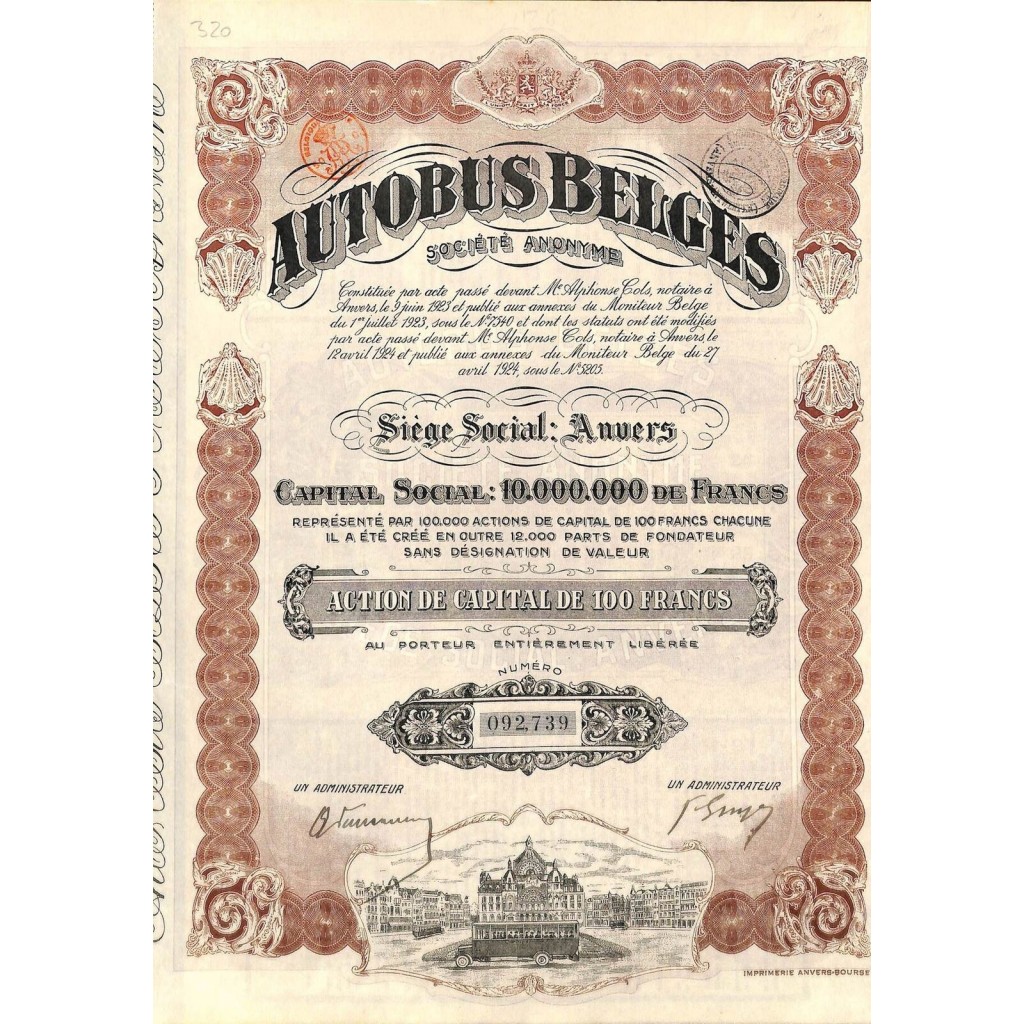 320
AUTOBUS BELGES
SOCIÉTÉ ANONYME
Constituée par acte passé devant Me Alphonse Cols, notaire à
Anvers, le 9 juin 1923 et publié aux annexes du Moniteur Belge
du 1er juillet 1923, sous le No 7540 et dont les statuts ont été modifiés
par acte passé devant Me Alphonse Cols, notaire à Anvers, le
12 avril 1924 et publié aux annexes du Moniteur Belge du 27
avril 1924, sous le No 5205.
Siège Social: Anvers
CAPITAL SOCIAL: 10.000.000 DE FRANCS
REPRÉSENTÉ PAR 100.000 ACTIONS DE CAPITAL DE 100 FRANCS CHACUNE
IL A ÉTÉ CRÉÉ EN OUTRE 12.000 PARTS DE FONDATEUR
SANS DÉSIGNATION DE VALEUR
ACTION DE CAPITAL DE 100 FRANCS
AU PORTEUR ENTIÈREMENT LIBÉRÉE
NUMÉRO
092,739
UN ADMINISTRATEUR
UN ADMINISTRATEUR
IMPRIMERIE ANVERS-BOURSE